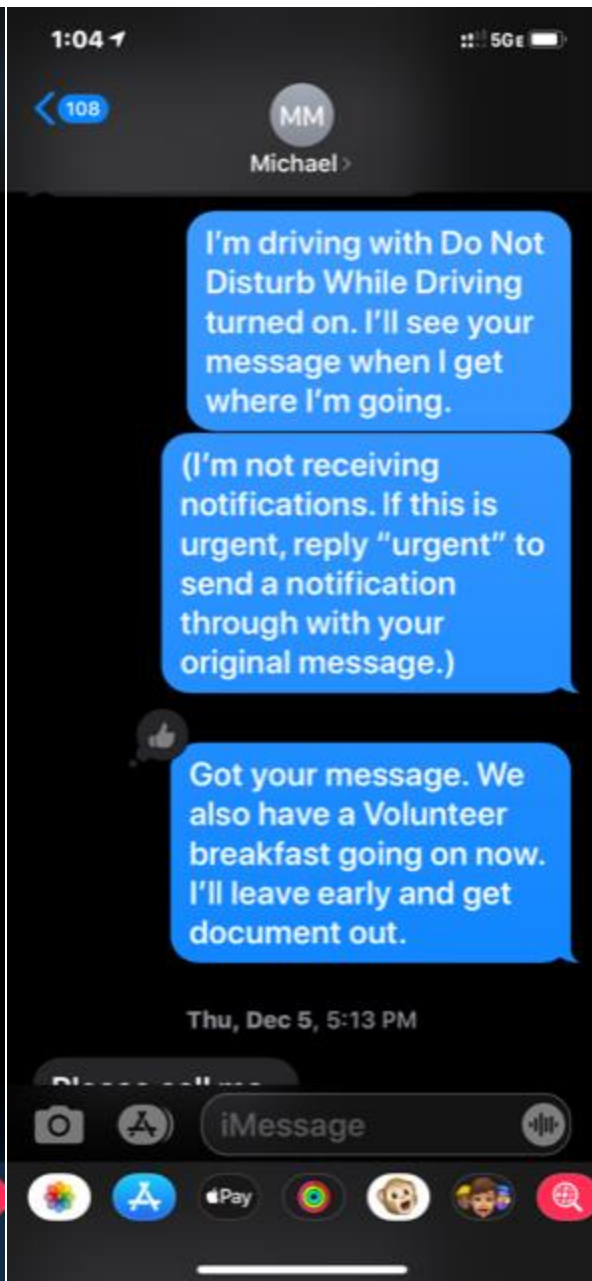 1:04
5GE
108
MM
Michael
I'm driving with Do Not
Disturb While Driving
turned on. I'll see your
message when I get
where I'm going.
(I'm not receiving
notifications. If this is
urgent, reply "urgent" to
send a notification
through with your
original message.)
Got your message. We
also have a Volunteer
breakfast going on now.
I'll leave early and get
document out.
Thu, Dec 5, 5:13 PM
Please call me
iMessage
Pay